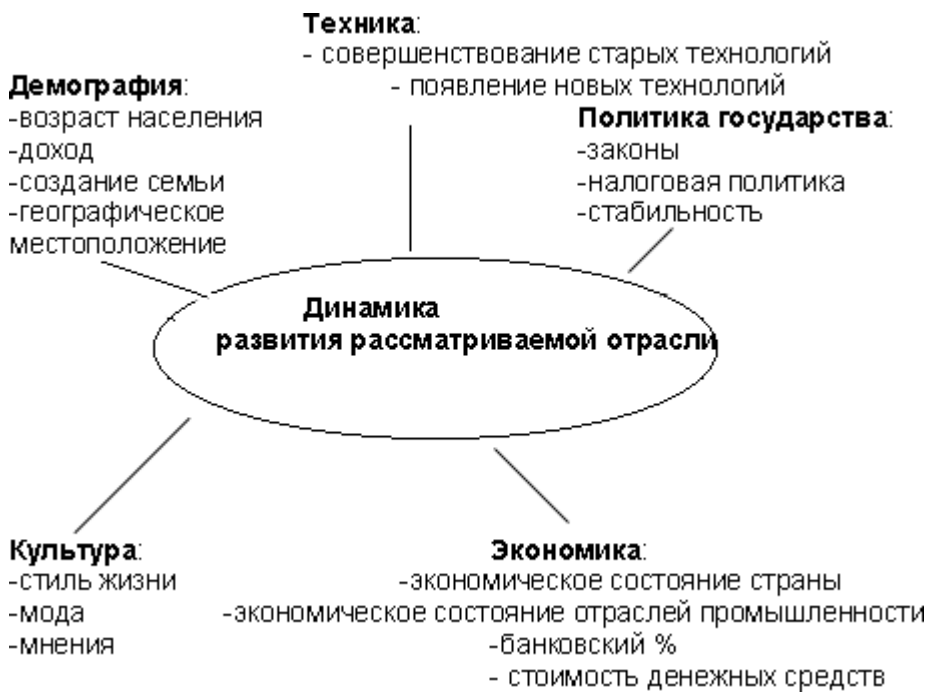 Техника:
- совершенствование старых технологий
- появление новых технологий
Демография:
-возраст населения
-доход
-создание семьи
-географическое
местоположение
Политика государства:
-законы
-налоговая политика
-стабильность
Динамика
развития рассматриваемой отрасли
Культура:
-стиль жизни
-мода
-мнения
Экономика:
-экономическое состояние страны
-экономическое состояние отраслей промышленности
-банковский %
- стоимость денежных средств